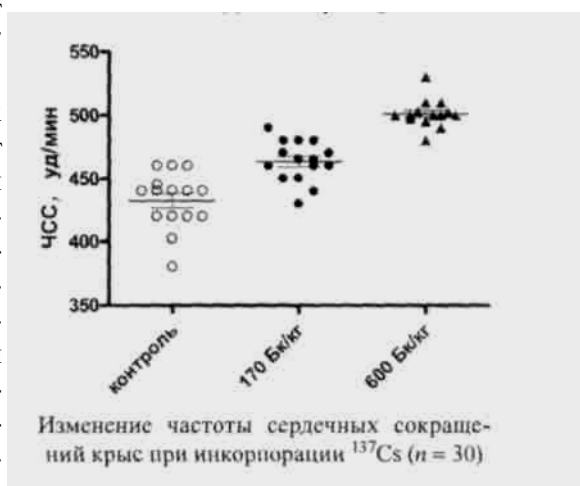 550
500
450
400
350
ЧСС, уд/мин
контроль
170 Бк/кг
600 Бк/кг
Изменение частоты сердечных сокраще-
ний крыс при инкорпорации ¹³⁷Cs (n = 30)